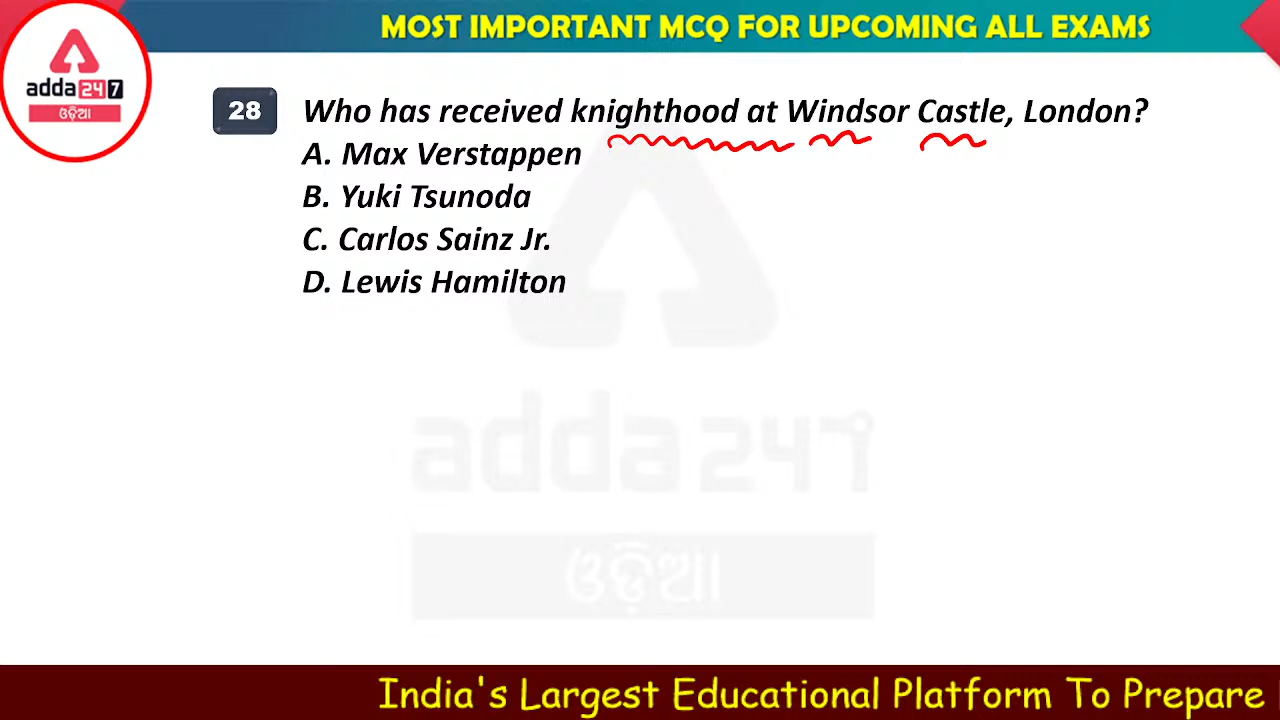 MOST IMPORTANT MCQ FOR UPCOMING ALL EXAMS
adda 247
ଓଡ଼ିଆ
28 Who has received knighthood at Windsor Castle, London?
A. Max Verstappen
B. Yuki Tsunoda
C. Carlos Sainz Jr.
D. Lewis Hamilton
adda 247
ଓଡ଼ିଆ
India's Largest Educational Platform To Prepare